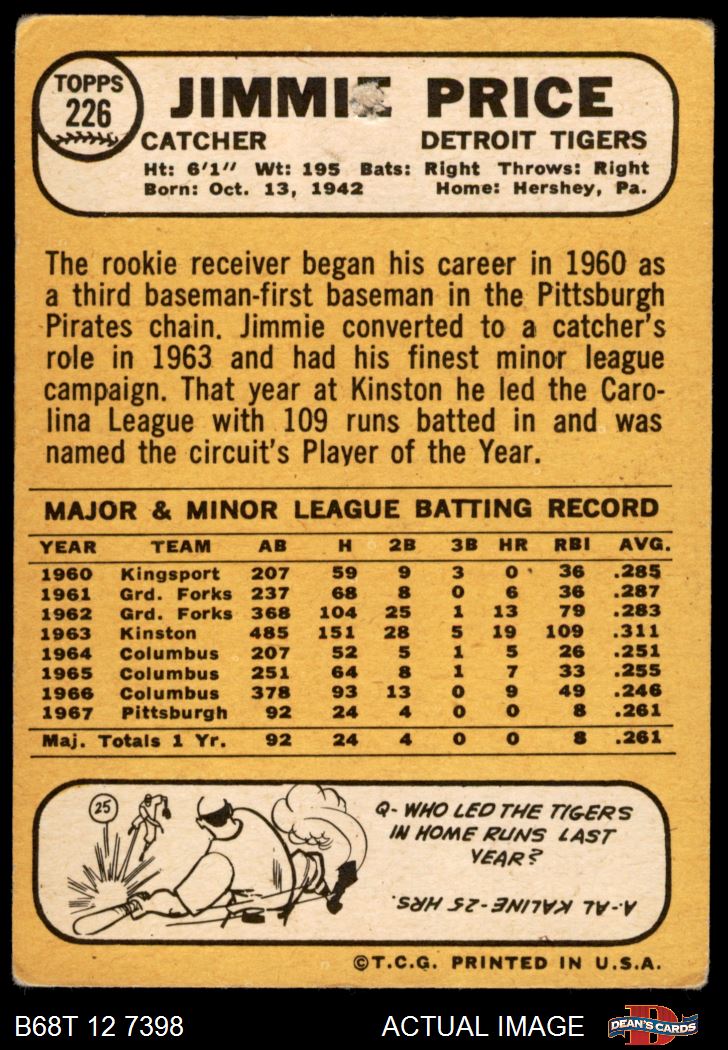 TOPPS
226
JIMMIE PRICE
CATCHER DETROIT TIGERS
Ht: 6'1" Wt: 195 Bats: Right Throws: Right
Born: Oct. 13, 1942 Home: Hershey, Pa.
The rookie receiver began his career in 1960 as
a third baseman-first baseman in the Pittsburgh
Pirates chain. Jimmie converted to a catcher's
role in 1963 and had his finest minor league
campaign. That year at Kinston he led the Caro-
lina League with 109 runs batted in and was
named the circuit's Player of the Year.
MAJOR & MINOR LEAGUE BATTING RECORD
YEAR TEAM AB H 2B 3B HR RBI AVG.
1960 Kingsport 207 59 9 3 0 36 .285
1961 Grd. Forks 237 68 8 0 6 36 .287
1962 Grd. Forks 368 104 25 1 13 79 .283
1963 Kinston 485 151 28 5 19 109 .311
1964 Columbus 207 52 5 1 5 26 .251
1965 Columbus 251 64 8 1 7 33 .255
1966 Columbus 378 93 13 0 9 49 .246
1967 Pittsburgh 92 24 4 0 0 8 .261
Maj. Totals 1 Yr. 92 24 4 0 0 8 .261
25
Q- WHO LED THE TIGERS
IN HOME RUNS LAST
YEAR?
A- AL KALINE-25 HRS.
©T.C.G. PRINTED IN U.S.A.
B68T 12 7398 ACTUAL IMAGE
D
DEAN'S CARDS